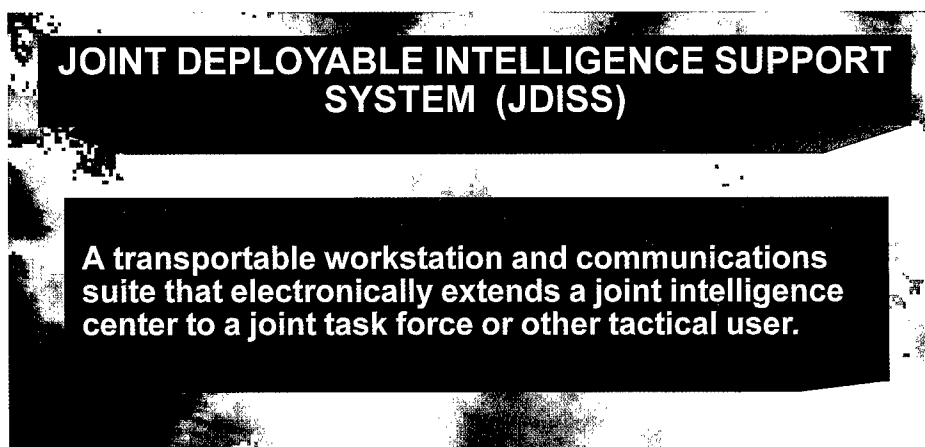 JOINT DEPLOYABLE INTELLIGENCE SUPPORT
SYSTEM (JDISS)
A transportable workstation and communications
suite that electronically extends a joint intelligence
center to a joint task force or other tactical user.